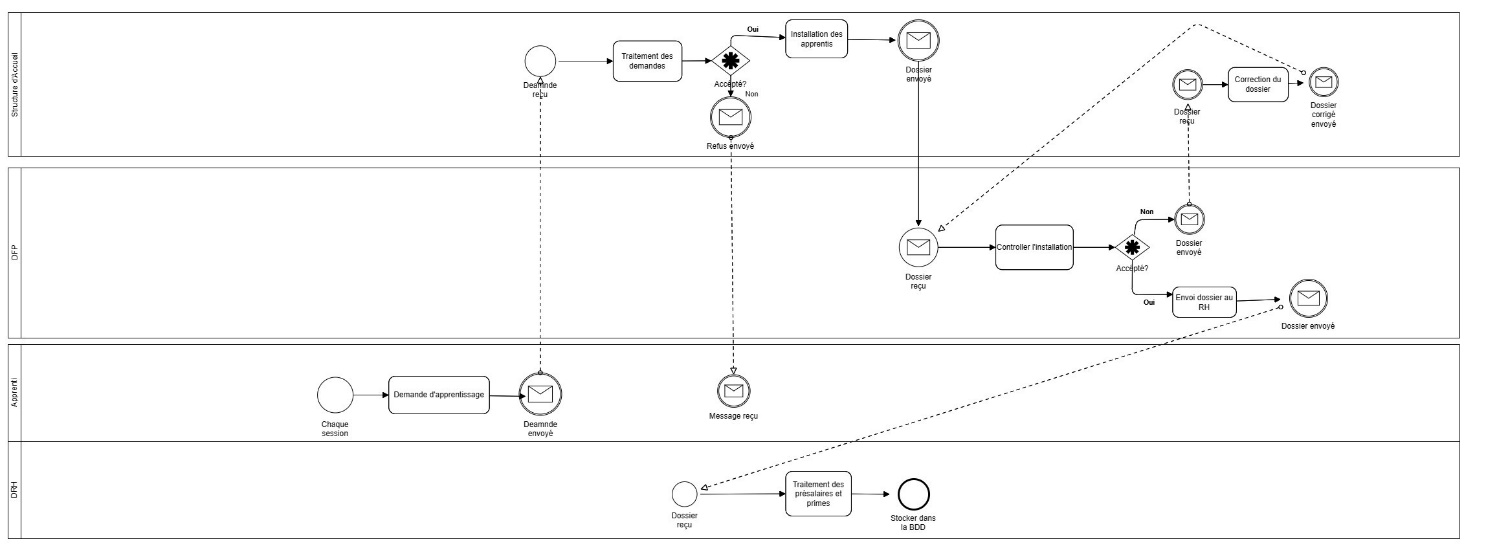 Structure d'Accueil
Deamnde
reçu
Traitement des
demandes
Accepté?
Oui
Non
Installation des
apprentis
Dossier
envoyé
Refus envoyé
Dossier
reçu
Correction du
dossier
Dossier
corrigé
envoyé
DFP
Dossier
reçu
Controller l'installation
Accepté?
Non
Dossier
envoyé
Oui
Envoi dossier au
RH
Dossier envoyé
Apprenti
Chaque
session
Demande d'apprentissage
Deamnde
envoyé
Message reçu
DRH
Dossier
reçu
Traitement des
présalaires et
primes
Stocker dans
la BDD